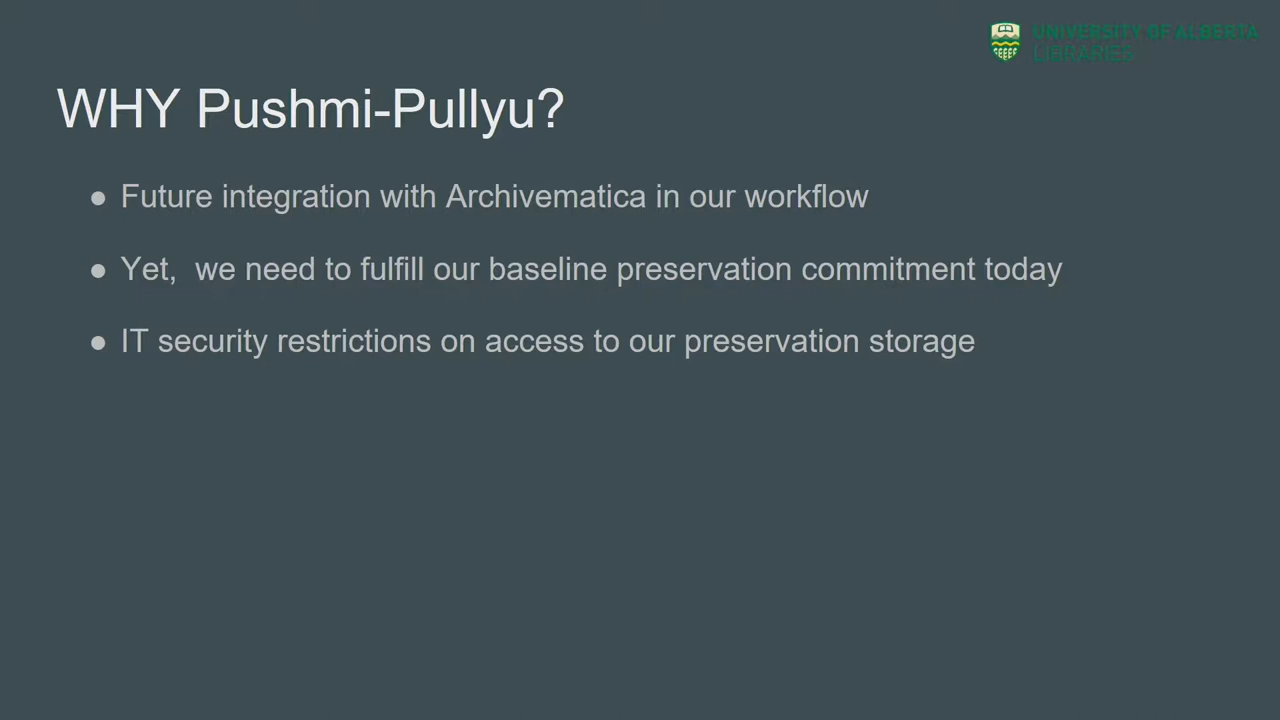 UNIVERSITY OF ALBERTA
LIBRARIES
WHY Pushmi-Pullyu?
● Future integration with Archivematica in our workflow
● Yet,  we need to fulfill our baseline preservation commitment today
● IT security restrictions on access to our preservation storage